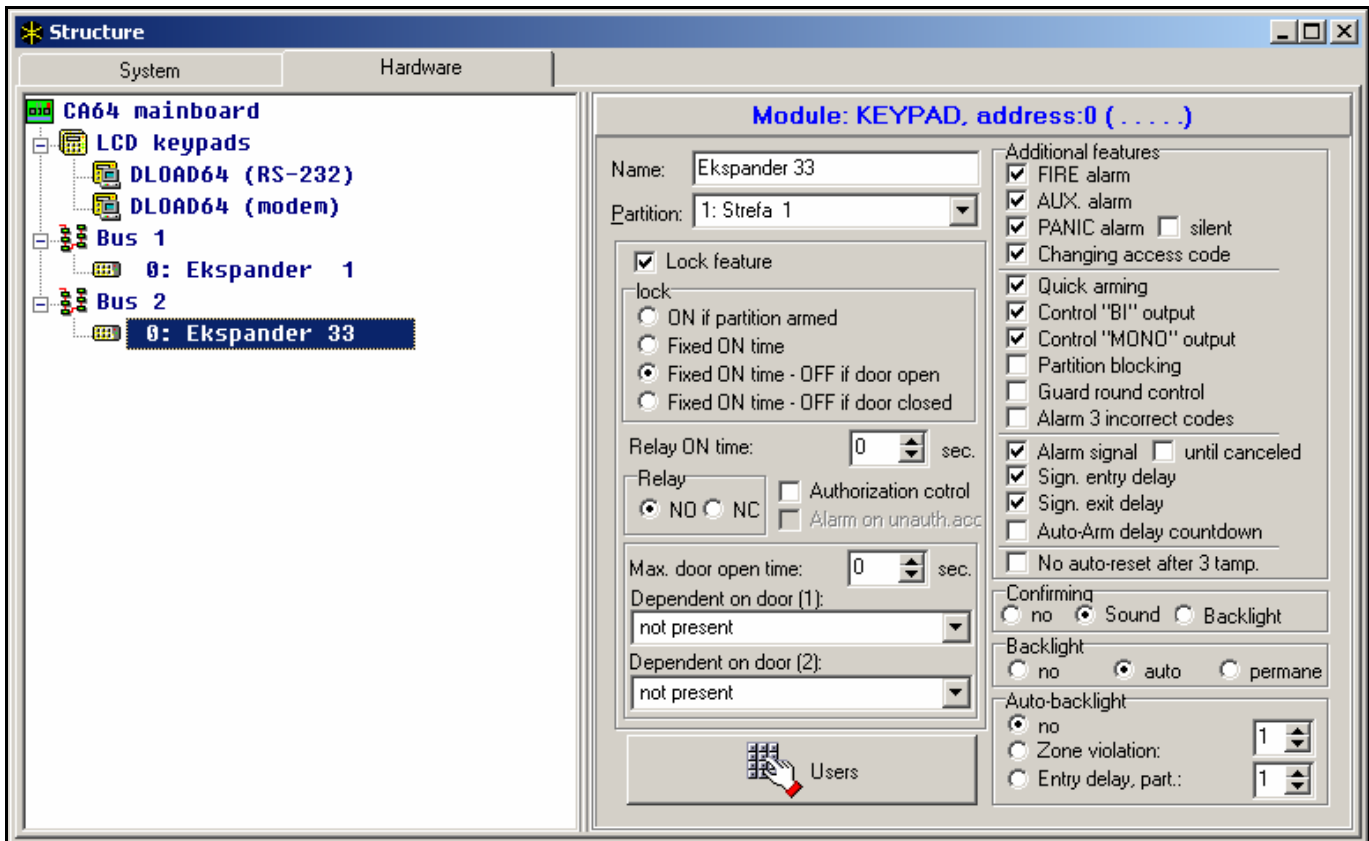 Structure
System
Hardware
CA64 mainboard
LCD keypads
DLOAD64 (RS-232)
DLOAD64 (modem)
Bus 1
0: Ekspander 1
Bus 2
0: Ekspander 33
Module: KEYPAD, address:0 ( . . . . .)
Name: Ekspander 33
Partition: 1: Strefa 1
Lock feature
lock
ON if partition armed
Fixed ON time
Fixed ON time - OFF if door open
Fixed ON time - OFF if door closed
Relay ON time: 0 sec.
Relay
NO NC
Authorization cotrol
Alarm on unauth.acc
Max. door open time: 0 sec.
Dependent on door (1):
not present
Dependent on door (2):
not present
Users
Additional features
FIRE alarm
AUX. alarm
PANIC alarm silent
Changing access code
Quick arming
Control "BI" output
Control "MONO" output
Partition blocking
Guard round control
Alarm 3 incorrect codes
Alarm signal until canceled
Sign. entry delay
Sign. exit delay
Auto-Arm delay countdown
No auto-reset after 3 tamp.
Confirming
no Sound Backlight
Backlight
no auto permane
Auto-backlight
no
Zone violation: 1
Entry delay, part.: 1